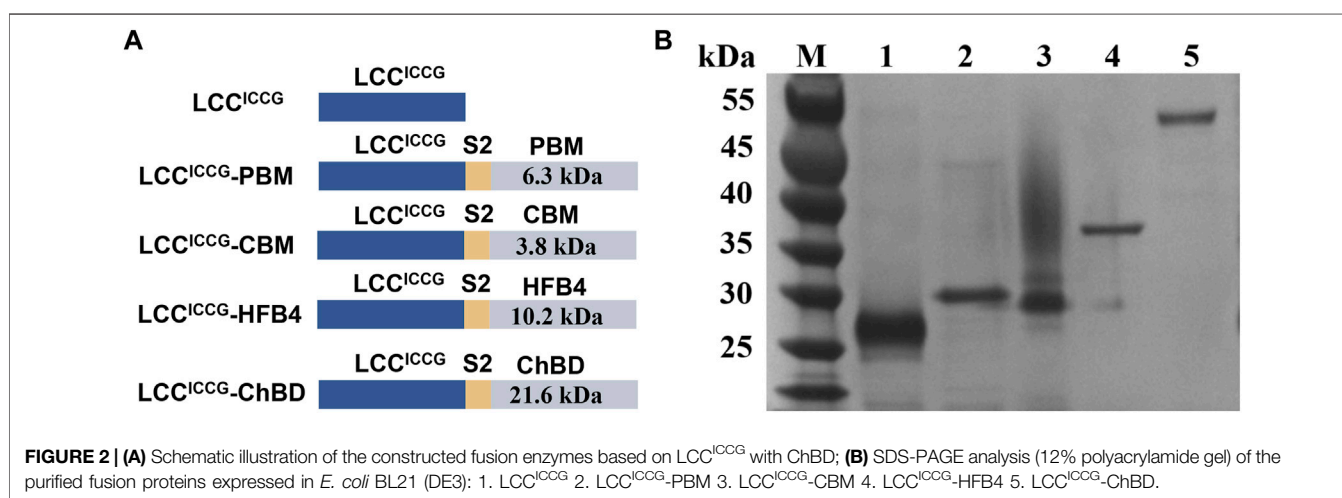 A
LCCᴵᶜᶜᴳ
LCCᴵᶜᶜᴳ
LCCᴵᶜᶜᴳ S2 PBM
LCCᴵᶜᶜᴳ-PBM 6.3 kDa
LCCᴵᶜᶜᴳ S2 CBM
LCCᴵᶜᶜᴳ-CBM 3.8 kDa
LCCᴵᶜᶜᴳ S2 HFB4
LCCᴵᶜᶜᴳ-HFB4 10.2 kDa
LCCᴵᶜᶜᴳ S2 ChBD
LCCᴵᶜᶜᴳ-ChBD 21.6 kDa
B
kDa M 1 2 3 4 5
55
45
40
35
30
25
FIGURE 2 | (A) Schematic illustration of the constructed fusion enzymes based on LCCᴵᶜᶜᴳ with ChBD; (B) SDS-PAGE analysis (12% polyacrylamide gel) of the
purified fusion proteins expressed in E. coli BL21 (DE3): 1. LCCᴵᶜᶜᴳ 2. LCCᴵᶜᶜᴳ-PBM 3. LCCᴵᶜᶜᴳ-CBM 4. LCCᴵᶜᶜᴳ-HFB4 5. LCCᴵᶜᶜᴳ-ChBD.